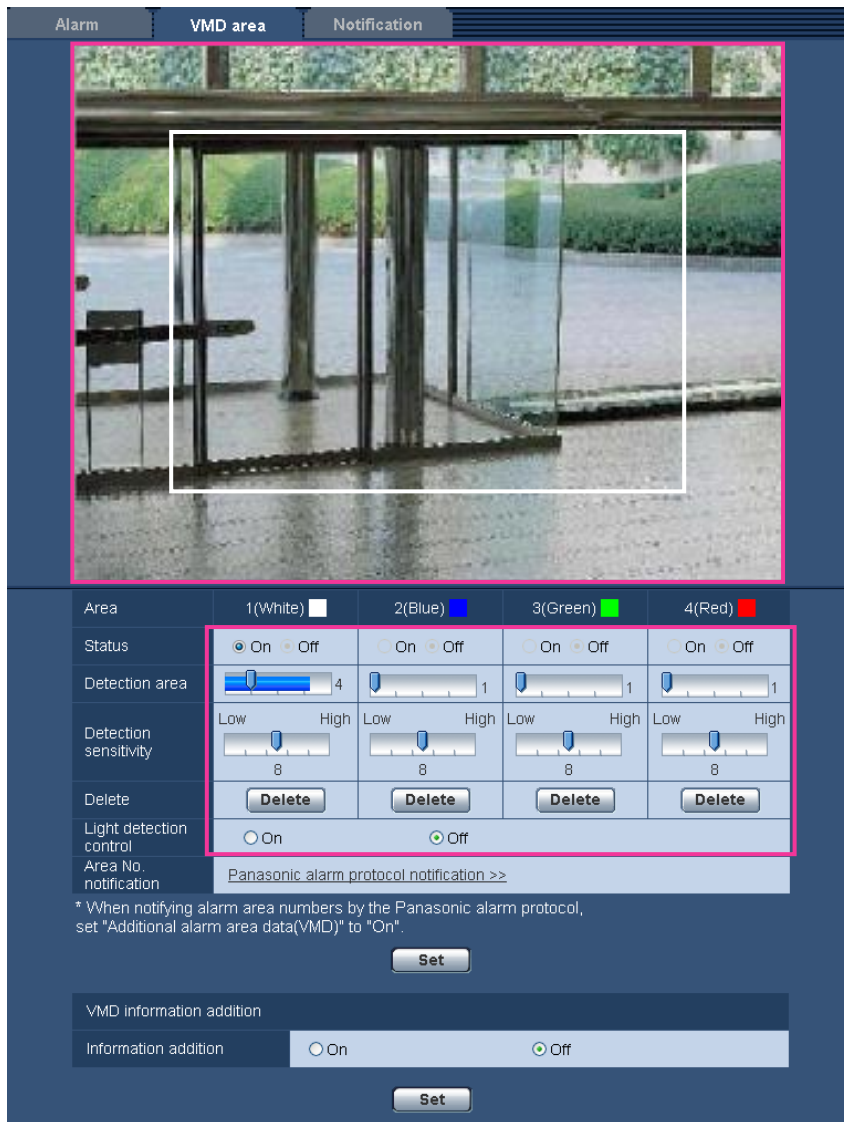 Alarm VMD area Notification
Area 1(White) 2(Blue) 3(Green) 4(Red)
Status On Off On Off On Off On Off
Detection area 4 1 1 1
Detection
sensitivity
Low High Low High Low High Low High
8 8 8 8
Delete Delete Delete Delete Delete
Light detection
control
On Off
Area No.
notification
Panasonic alarm protocol notification >>
* When notifying alarm area numbers by the Panasonic alarm protocol,
set "Additional alarm area data(VMD)" to "On".
Set
VMD information addition
Information addition On Off
Set